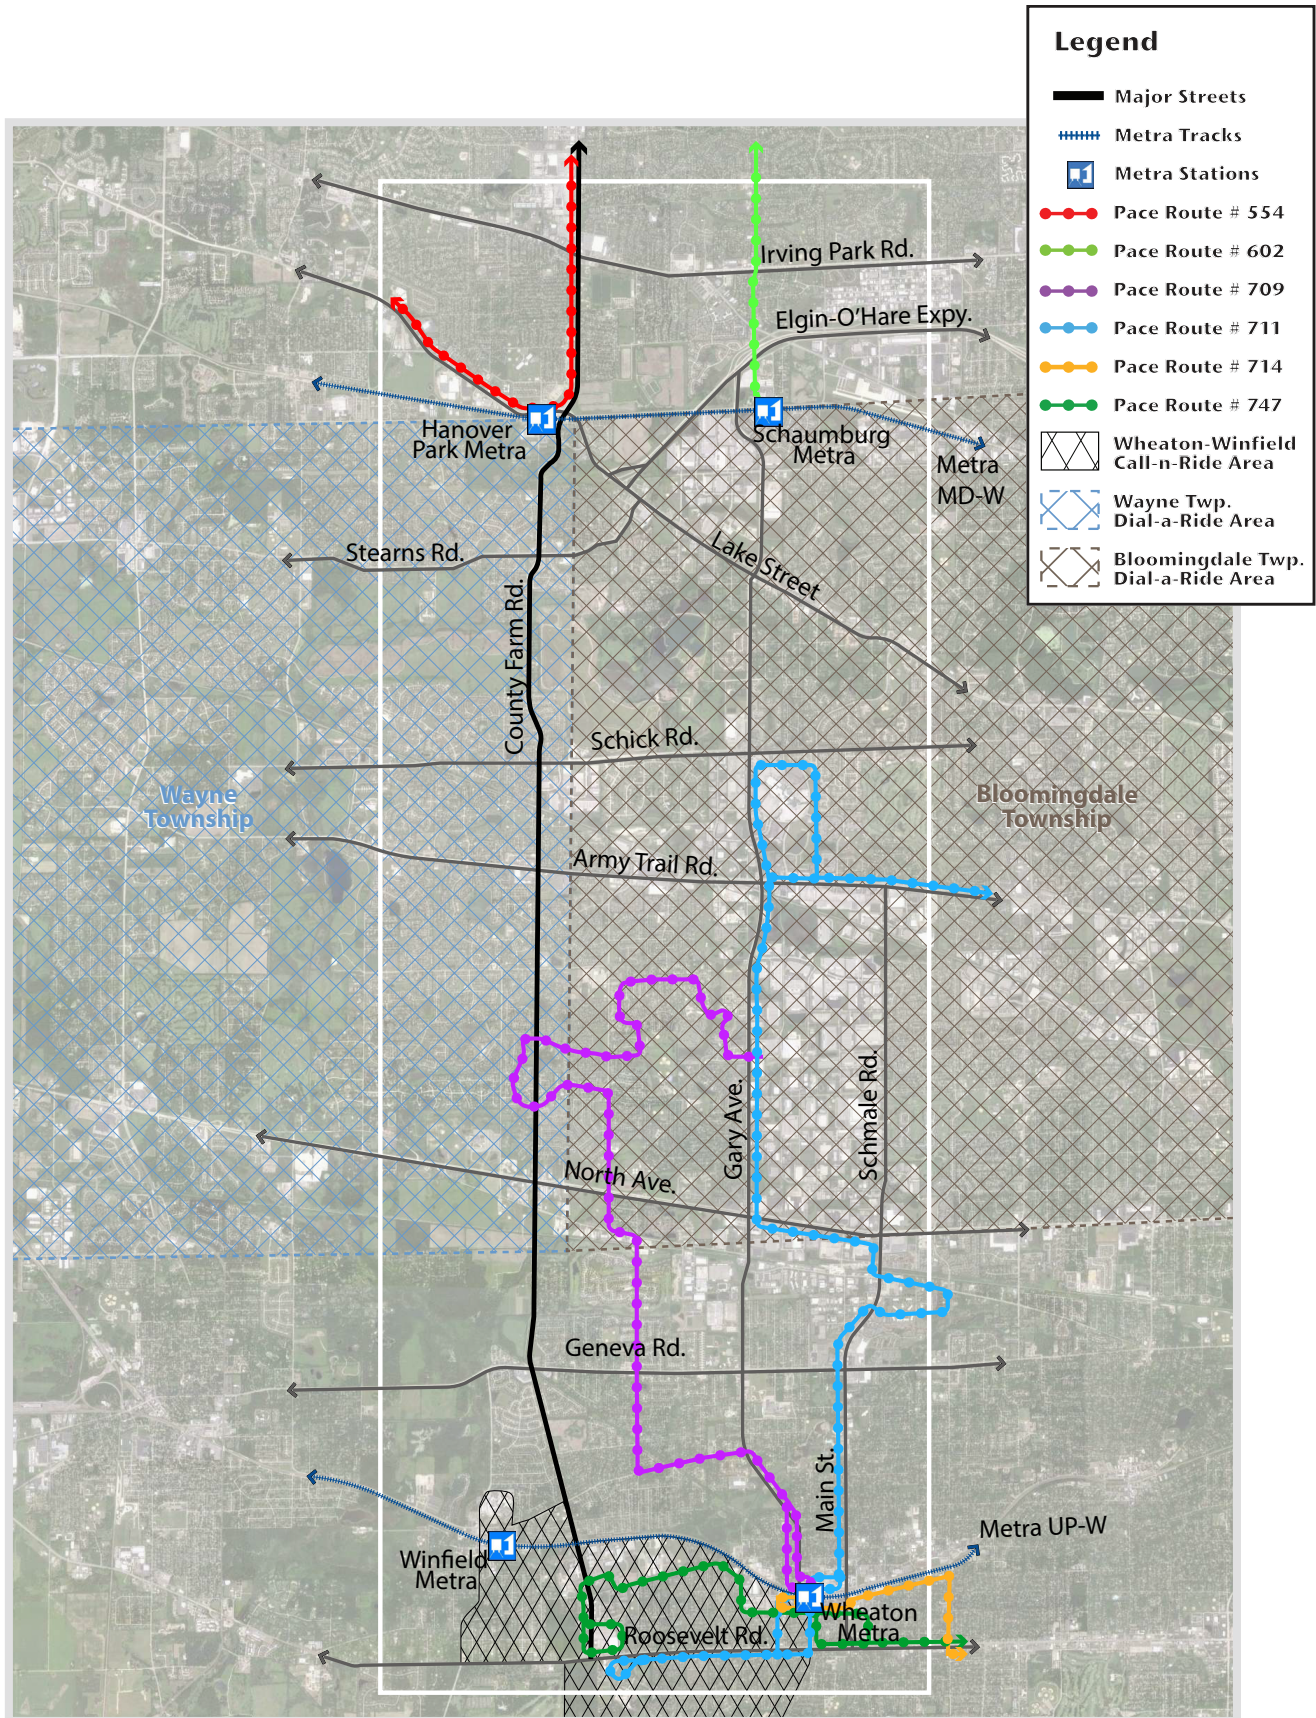 Legend
Major Streets
Metra Tracks
Metra Stations
Pace Route # 554
Pace Route # 602
Pace Route # 709
Pace Route # 711
Pace Route # 714
Pace Route # 747
Wheaton-Winfield
Call-n-Ride Area
Wayne Twp.
Dial-a-Ride Area
Bloomingdale Twp.
Dial-a-Ride Area
Irving Park Rd.
Elgin-O'Hare Expy.
Hanover
Park Metra
Schaumburg
Metra
Metra
MD-W
Stearns Rd.
Lake Street
County Farm Rd.
Schick Rd.
Wayne
Township
Bloomingdale
Township
Army Trail Rd.
Gary Ave.
Schmale Rd.
North Ave.
Geneva Rd.
Main St.
Metra UP-W
Winfield
Metra
Wheaton
Metra
Roosevelt Rd.